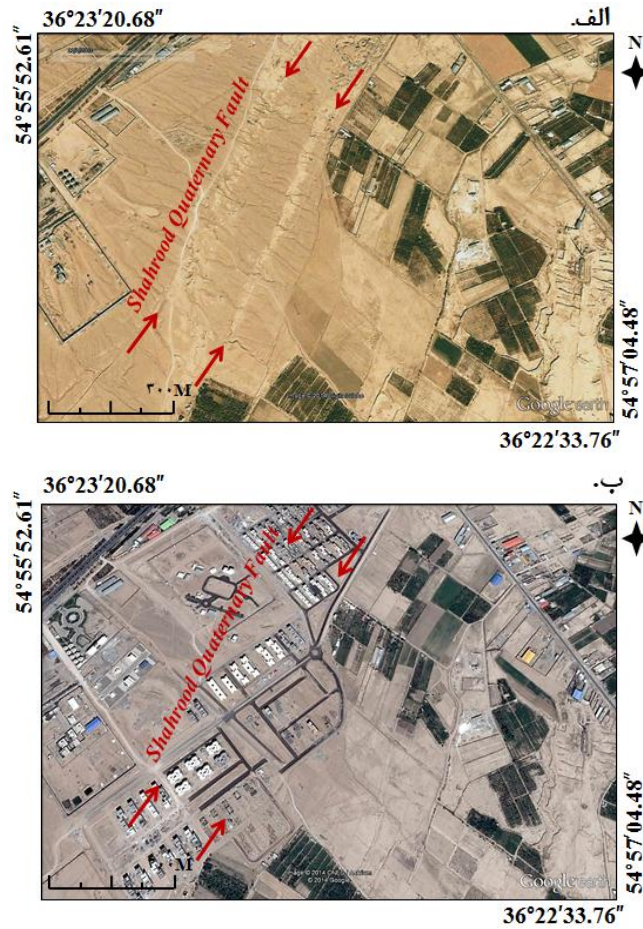 36°23′20.68″
الف.
54°55′52.61″
N
Shahrood Quaternary Fault
54°57′04.48″
۳۰۰M
Google earth
36°22′33.76″
36°23′20.68″
ب.
54°55′52.61″
N
Shahrood Quaternary Fault
54°57′04.48″
M
© 2014 Google
Google earth
36°22′33.76″